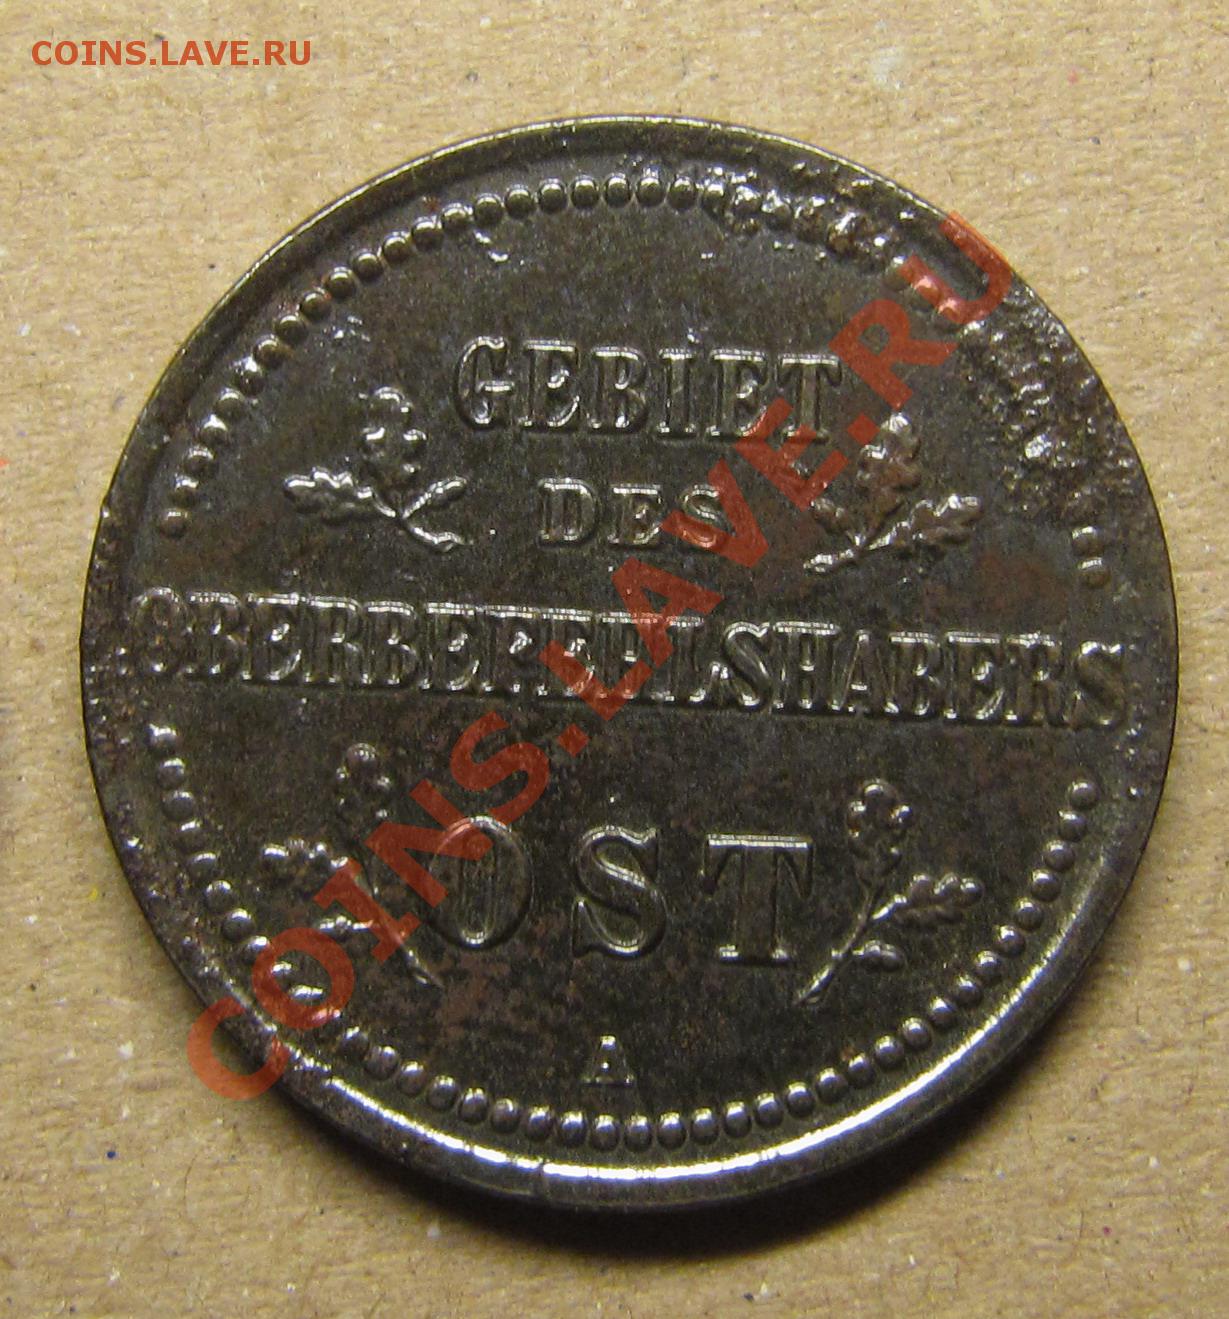 COINS.LAVE.RU
GEBIET
DES
OBERBEFEHLSHABERS
OST
A
COINS.LAVE.RU